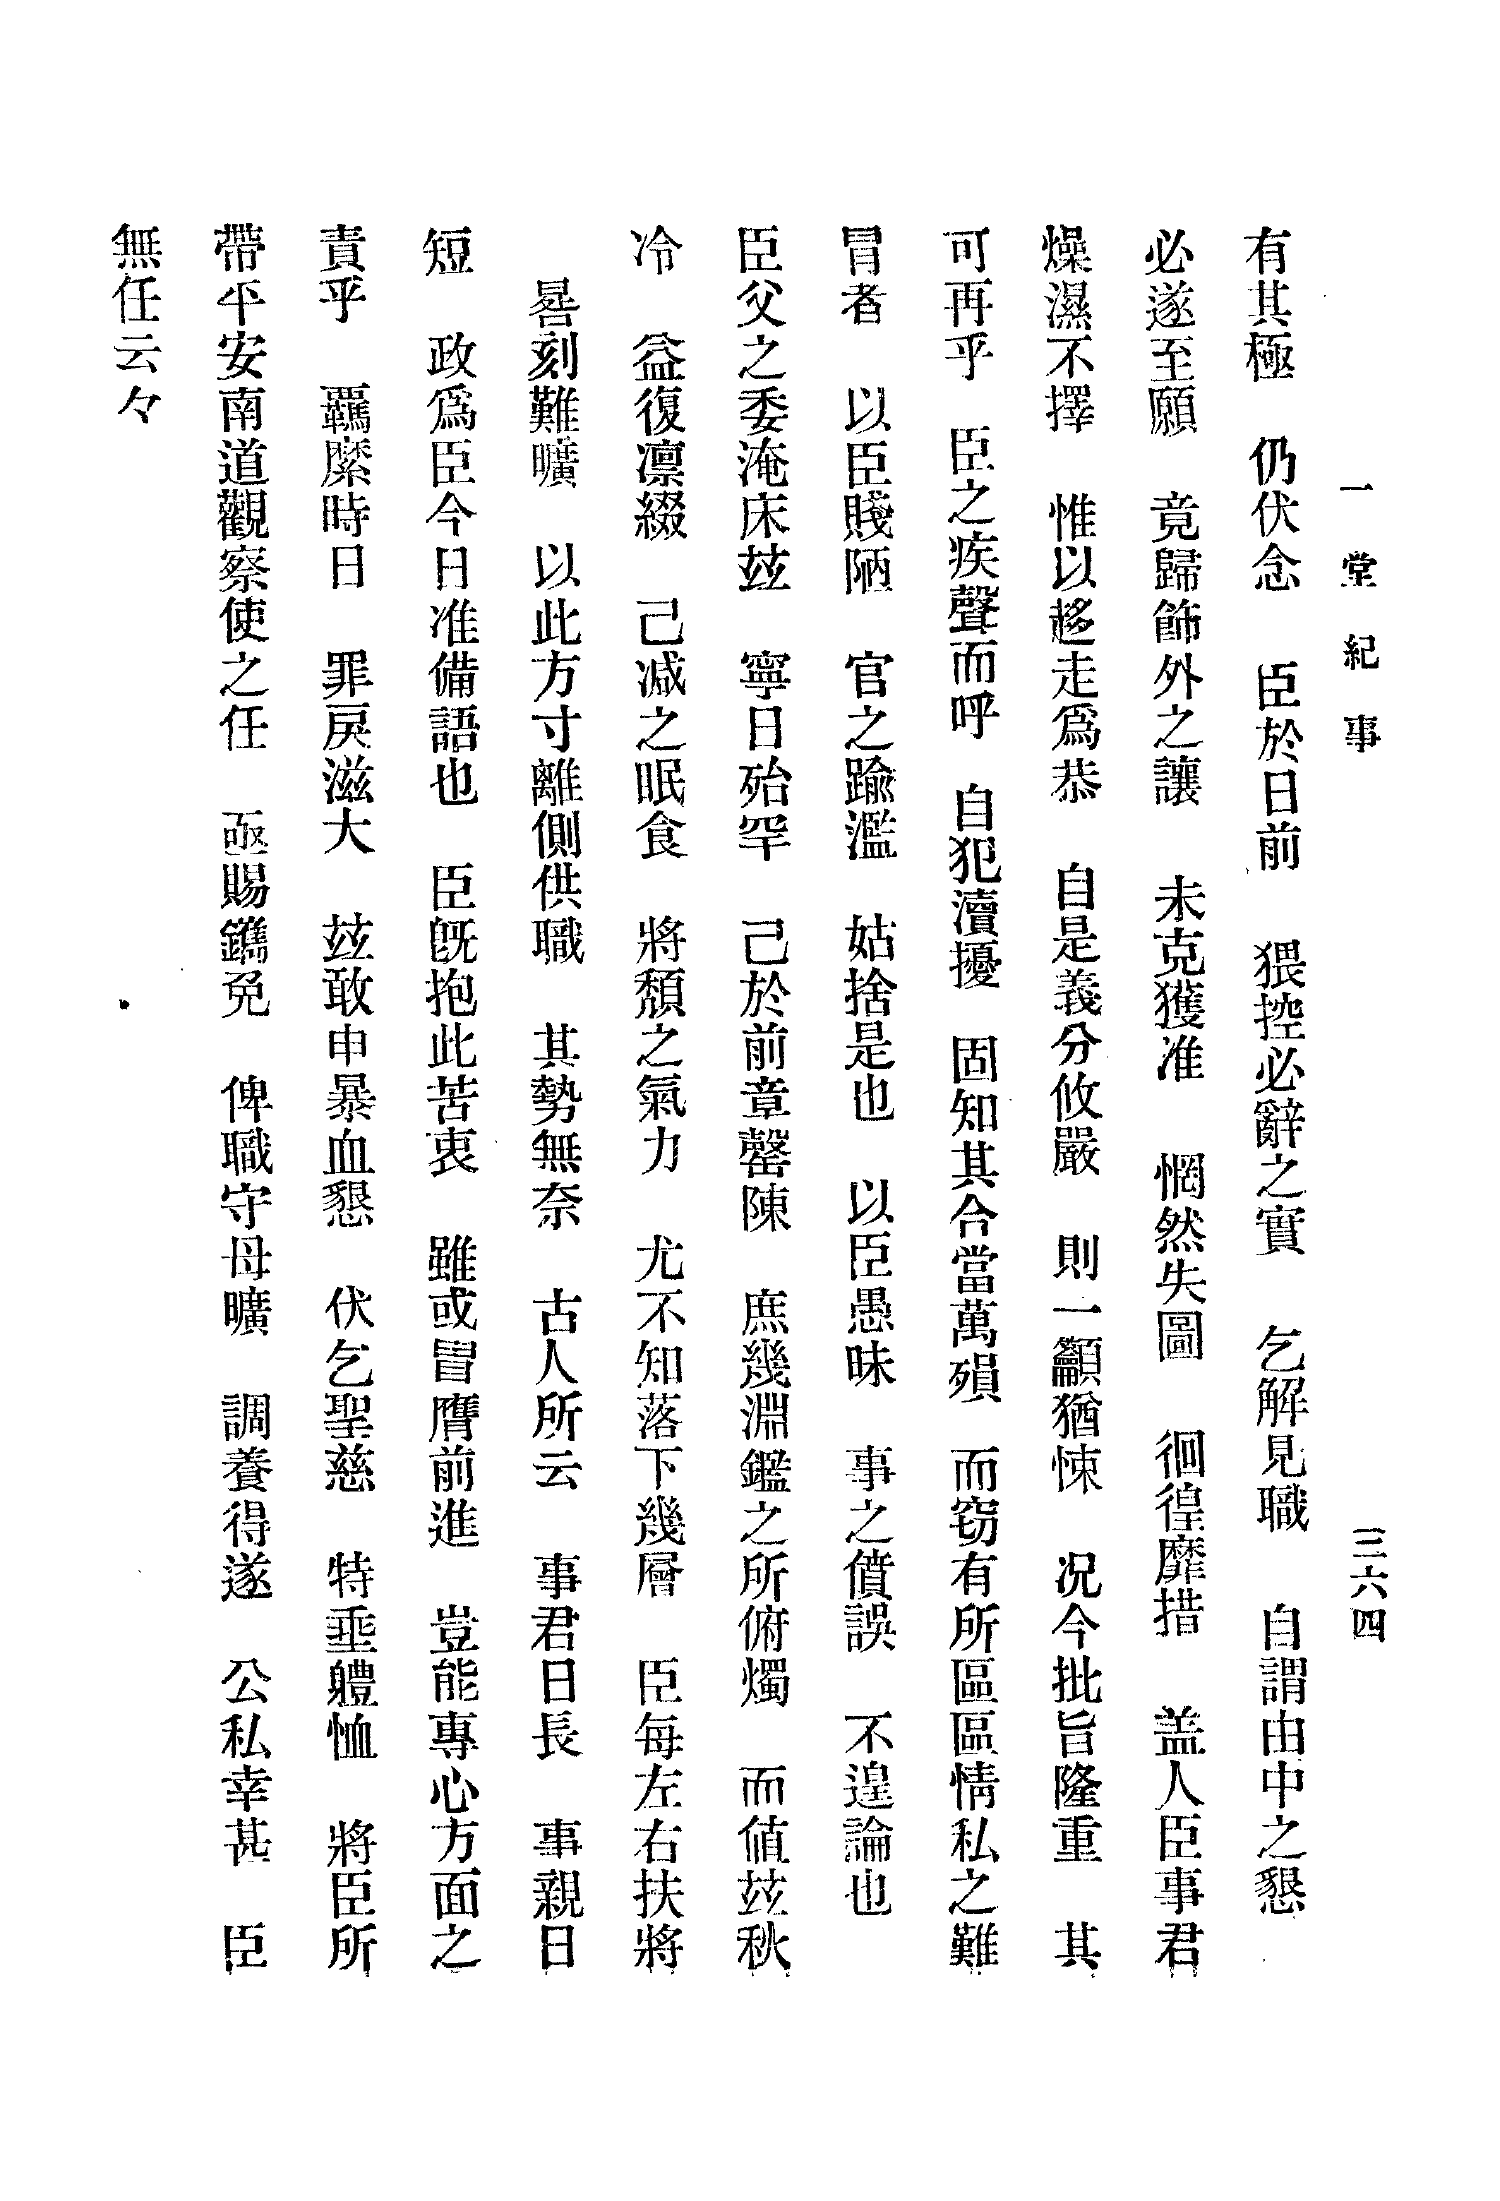 一堂紀事　三六四
有其極　仍伏念　臣於日前　猥控必辭之實　乞解見職　自謂由中之懇
必遂至願　竟歸飾外之讓　未克獲准　惘然失圖　徊徨靡措　盖人臣事君
燥濕不擇　惟以趍走爲恭　自是義分攸嚴　則一籲猶悚　况今批旨隆重　其
可再乎　臣之疾聲而呼　自犯瀆擾　固知其合當萬殞　而窃有所區區情私之難
冒者　以臣賤陋　官之踰濫　姑捨是也　以臣愚昧　事之僨誤　不遑論也
臣父之委淹床玆　寧日殆罕　己於前章罄陳　庶幾淵鑑之所俯燭　而値玆秋
冷　益復凛綴　己减之眠食　將頹之氣力　尤不知落下幾層　臣每左右扶將
晷刻難曠　以此方寸離側供職　其勢無奈　古人所云　事君日長　事親日
短　政爲臣今日准備語也　臣旣抱此苦衷　雖或冒膺前進　豈能專心方面之
責乎　羈縻時日　罪戾滋大　玆敢申暴血懇　伏乞聖慈　特垂軆恤　將臣所
帶平安南道觀察使之任　亟賜鐫免　俾職守毋曠　調養得遂　公私幸甚　臣
無任云々